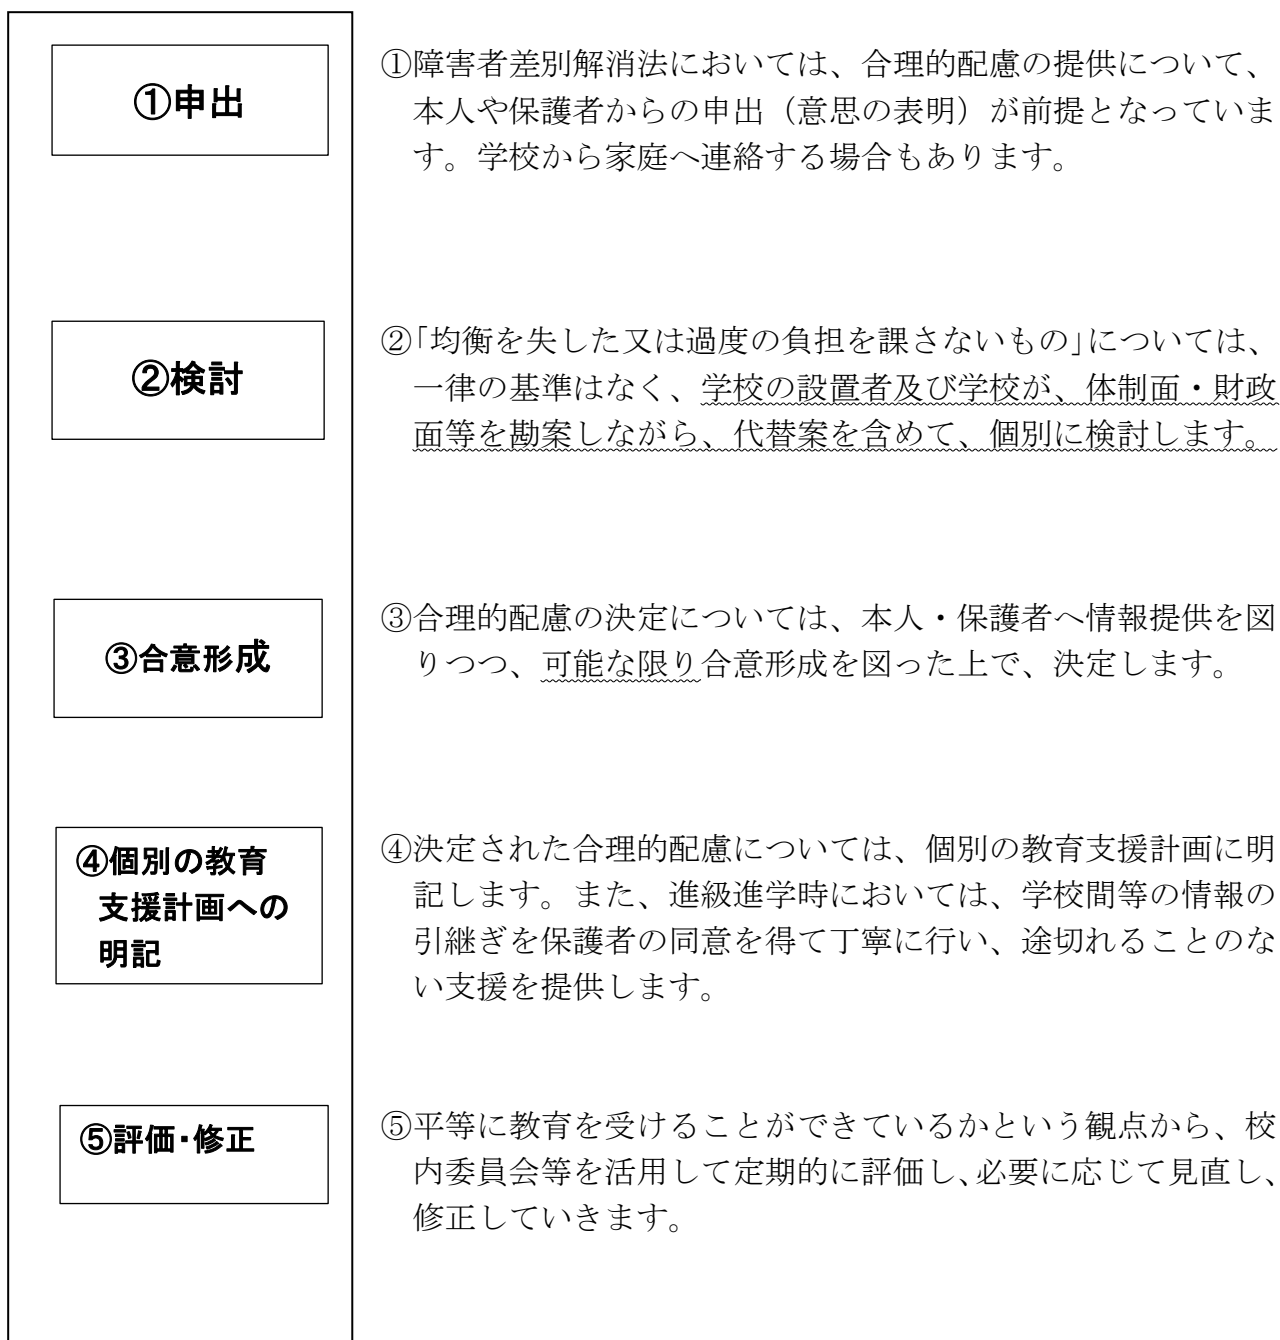 ①申出
①障害者差別解消法においては、合理的配慮の提供について、
本人や保護者からの申出（意思の表明）が前提となっていま
す。学校から家庭へ連絡する場合もあります。
②検討
②「均衡を失した又は過度の負担を課さないもの」については、
一律の基準はなく、学校の設置者及び学校が、体制面・財政
面等を勘案しながら、代替案を含めて、個別に検討します。
③合意形成
③合理的配慮の決定については、本人・保護者へ情報提供を図
りつつ、可能な限り合意形成を図った上で、決定します。
④個別の教育
支援計画への
明記
④決定された合理的配慮については、個別の教育支援計画に明
記します。また、進級進学時においては、学校間等の情報の
引継ぎを保護者の同意を得て丁寧に行い、途切れることのな
い支援を提供します。
⑤評価・修正
⑤平等に教育を受けることができているかという観点から、校
内委員会等を活用して定期的に評価し、必要に応じて見直し、
修正していきます。